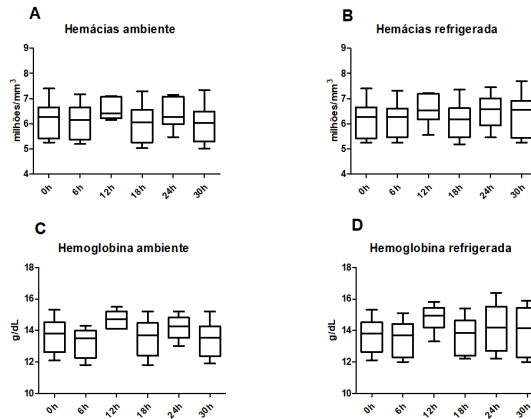 A
Hemácias ambiente
milhões/mm³
9
8
7
6
5
4
0h 6h 12h 18h 24h 30h
B
Hemácias refrigerada
milhões/mm³
9
8
7
6
5
4
0h 6h 12h 18h 24h 30h
C
Hemoglobina ambiente
g/dL
18
16
14
12
10
0h 6h 12h 18h 24h 30h
D
Hemoglobina refrigerada
g/dL
18
16
14
12
10
0h 6h 12h 18h 24h 30h